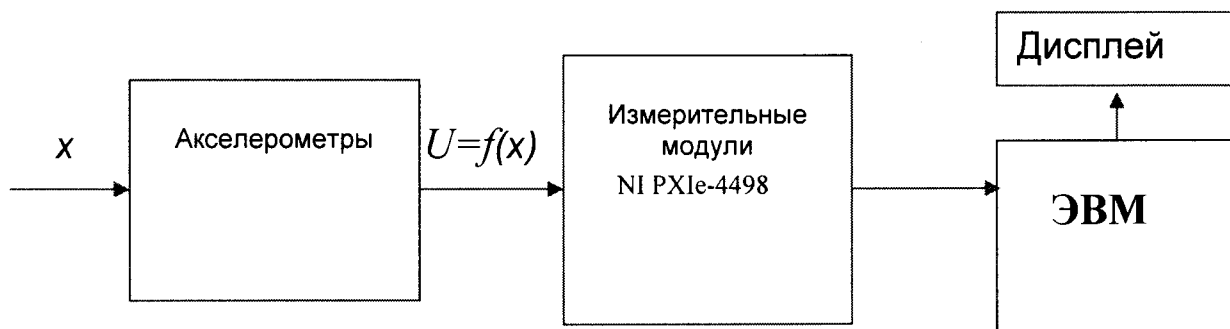 x
Акселерометры
U=f(x)
Измерительные
модули
NI PXIe-4498
Дисплей
ЭВМ